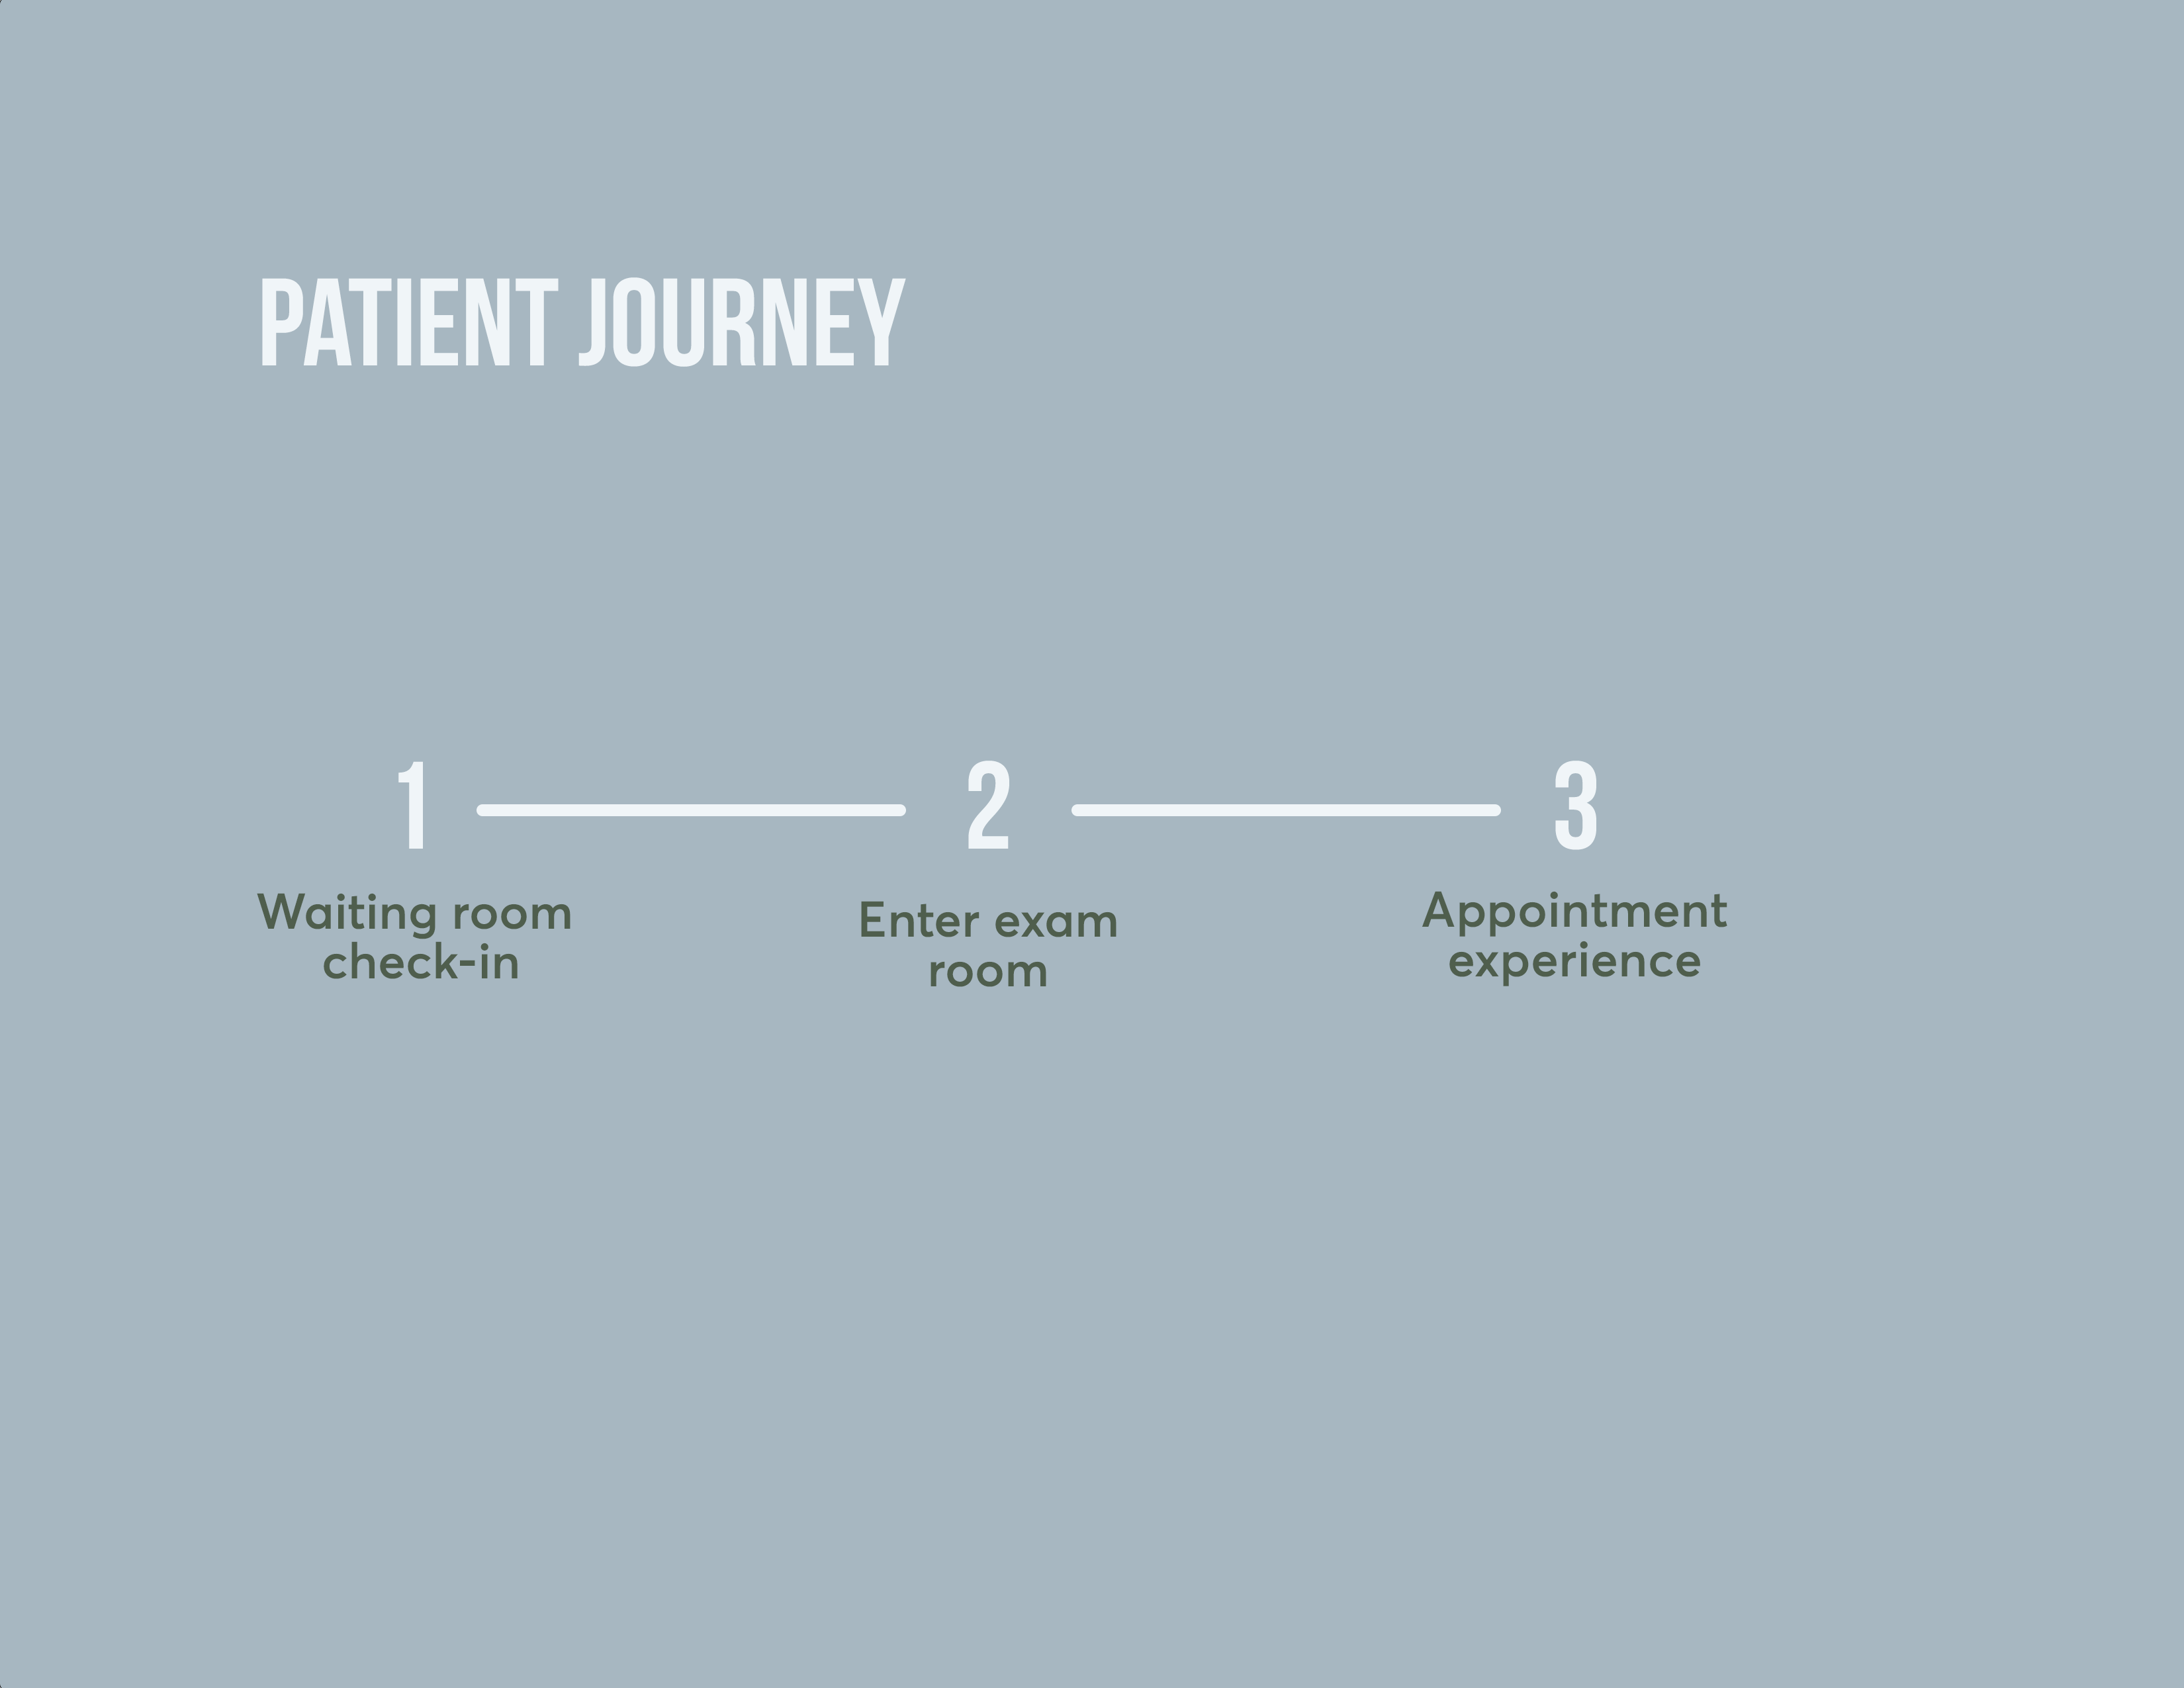 PATIENT JOURNEY
1
2
3
Waiting room
check-in
Enter exam
room
Appointment
experience